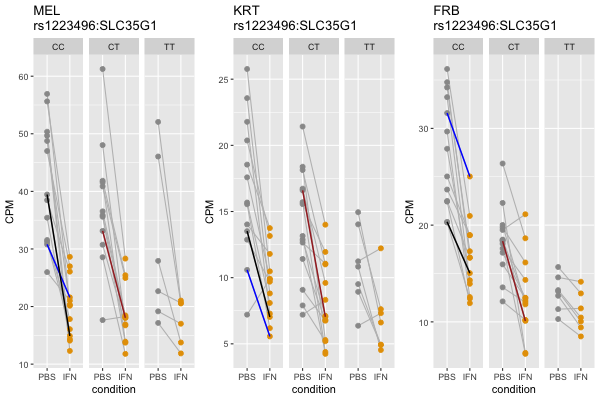 MEL
rs1223496:SLC35G1
CC CT TT
CPM
60
50
40
30
20
10
PBS IFN PBS IFN PBS IFN
condition
KRT
rs1223496:SLC35G1
CC CT TT
CPM
25
20
15
10
5
PBS IFN PBS IFN PBS IFN
condition
FRB
rs1223496:SLC35G1
CC CT TT
CPM
30
20
10
PBS IFN PBS IFN PBS IFN
condition